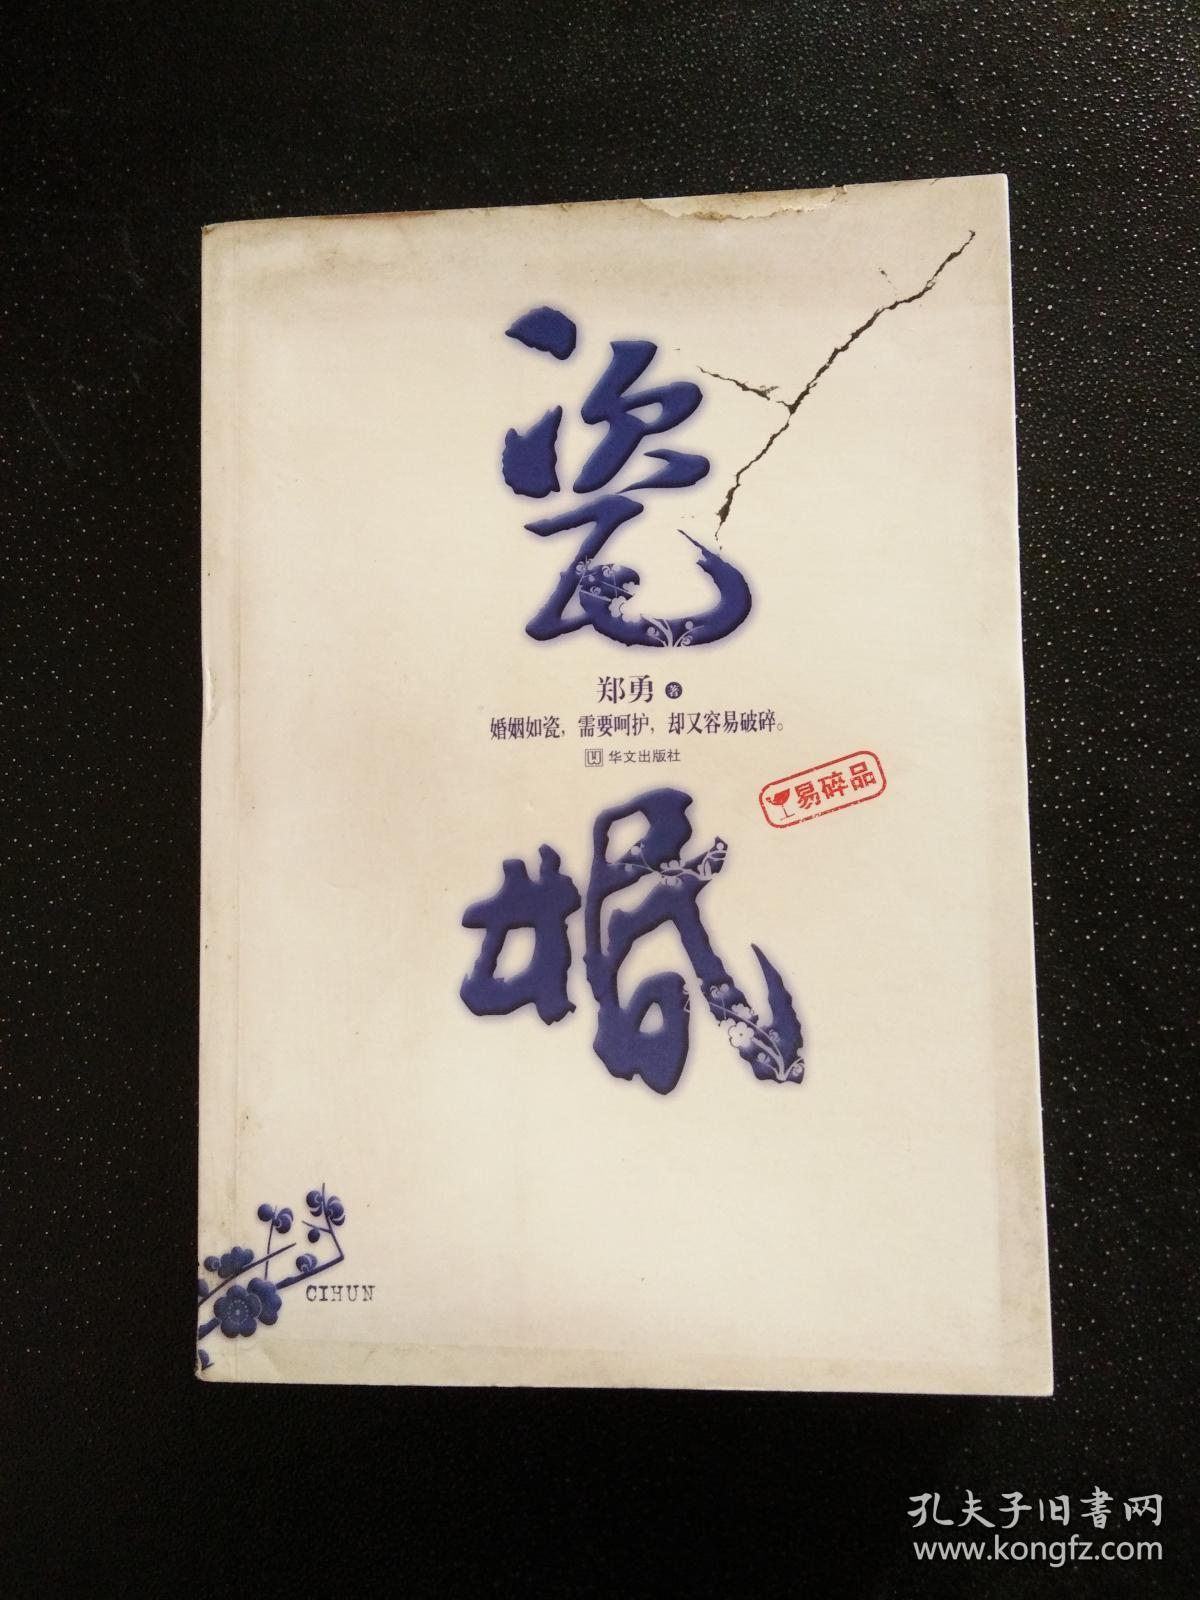 瓷
郑勇 著
婚姻如瓷，需要呵护，却又容易破碎。
华文出版社
易碎品
婚
CIHUN
孔夫子旧书网
www.kongfz.com